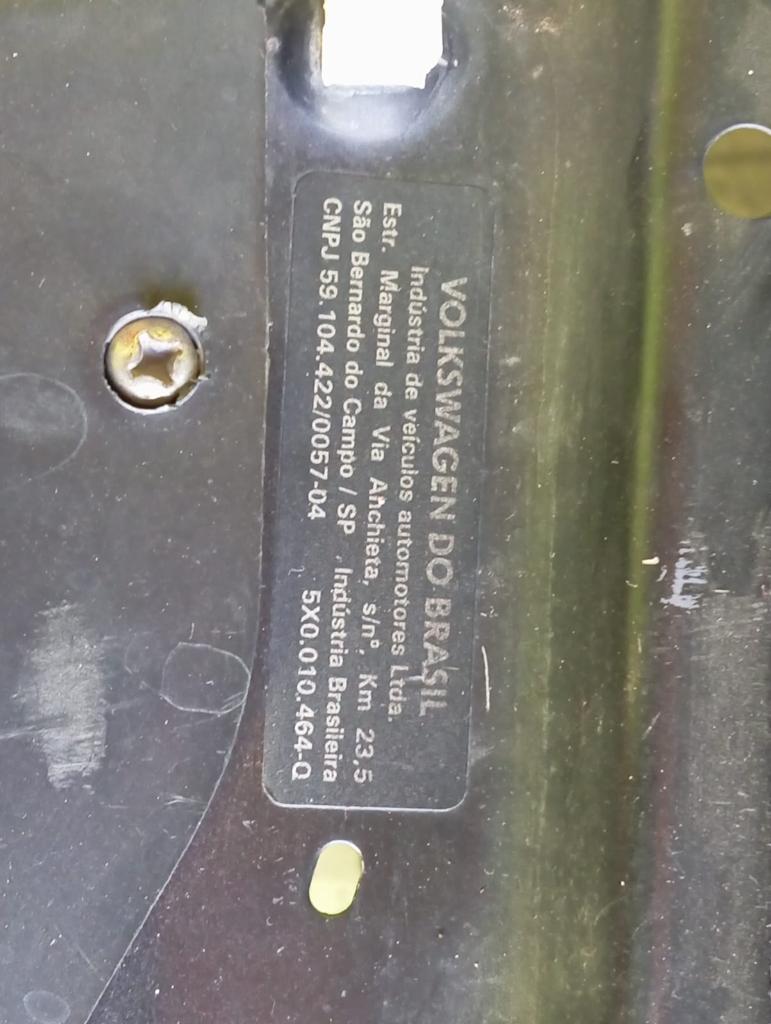 VOLKSWAGEN DO BRASIL
Indústria de veículos automotores Ltda.
Estr. Marginal da Via Anchieta, s/nº, Km 23,5
São Bernardo do Campo / SP , Indústria Brasileira
CNPJ 59.104.422/0057-04 5X0.010.464-Q